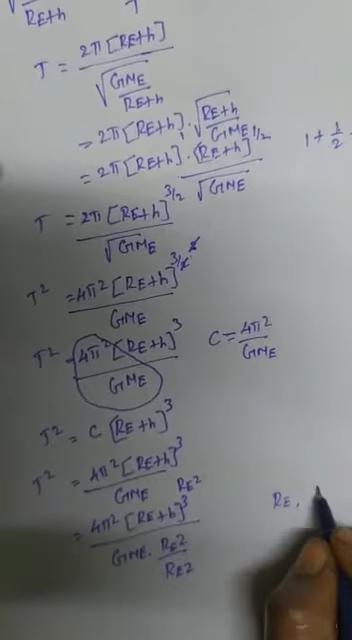 √ RE+h T
T = 2π[RE+h] / √(GME / RE+h)
= 2π[RE+h] . √(RE+h / GME)
= 2π[RE+h] . (RE+h)^1/2 / √GME 1 + 1/2
T = 2π[RE+h]^3/2 / √GME
T² = 4π²[RE+h]^3/2·2 / GME
T² = 4π²[RE+h]³ / GME C = 4π² / GME
T² = C [RE+h]³
T² = 4π²[RE+h]³ / GME RE²
= 4π²[RE+h]³ / GME . RE² / RE² RE,